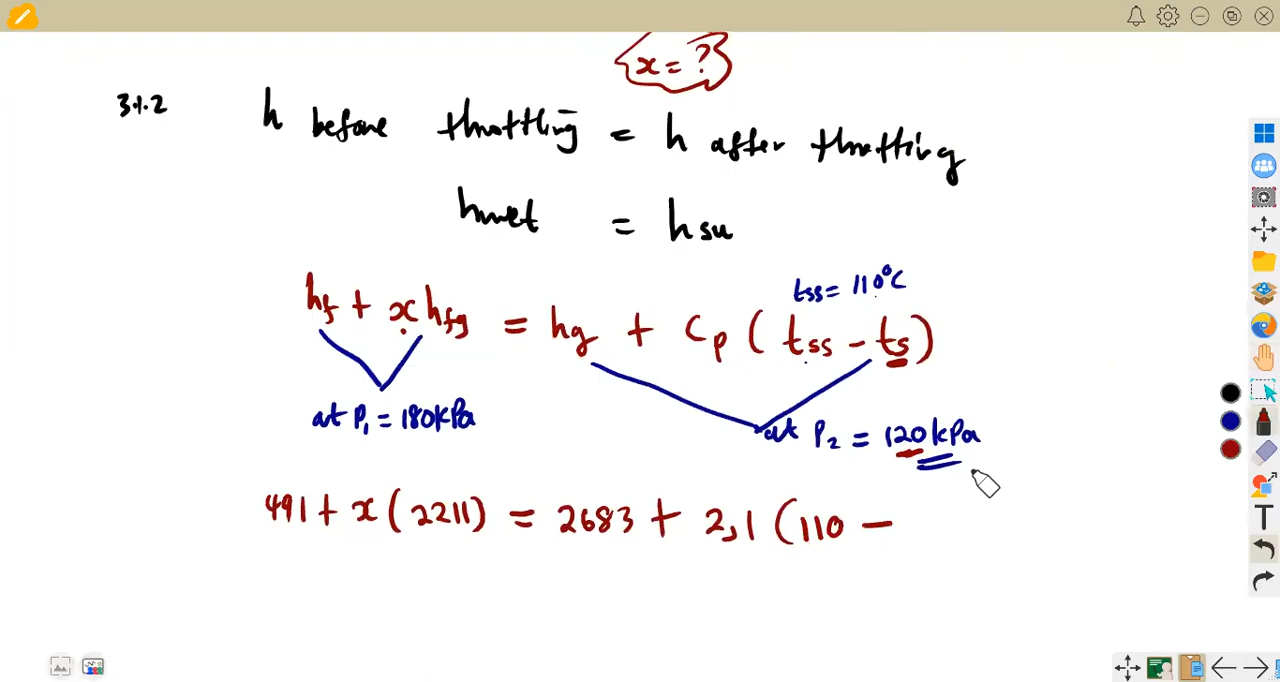 x = ?
3.1.2 h before throttling = h after throttling
hwet = hsu
tss = 110°C
hf + x hfg = hg + Cp ( tss - ts )
at P1 = 180kPa
at P2 = 120kPa
491 + x ( 2211 ) = 2683 + 2,1 ( 110 -
T